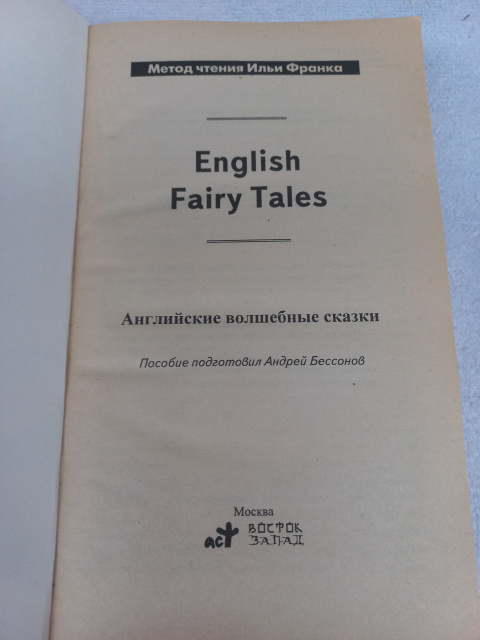 Метод чтения Ильи Франка
English
Fairy Tales
Английские волшебные сказки
Пособие подготовил Андрей Бессонов
Москва
аст
ВОСТОК
ЗАПАД